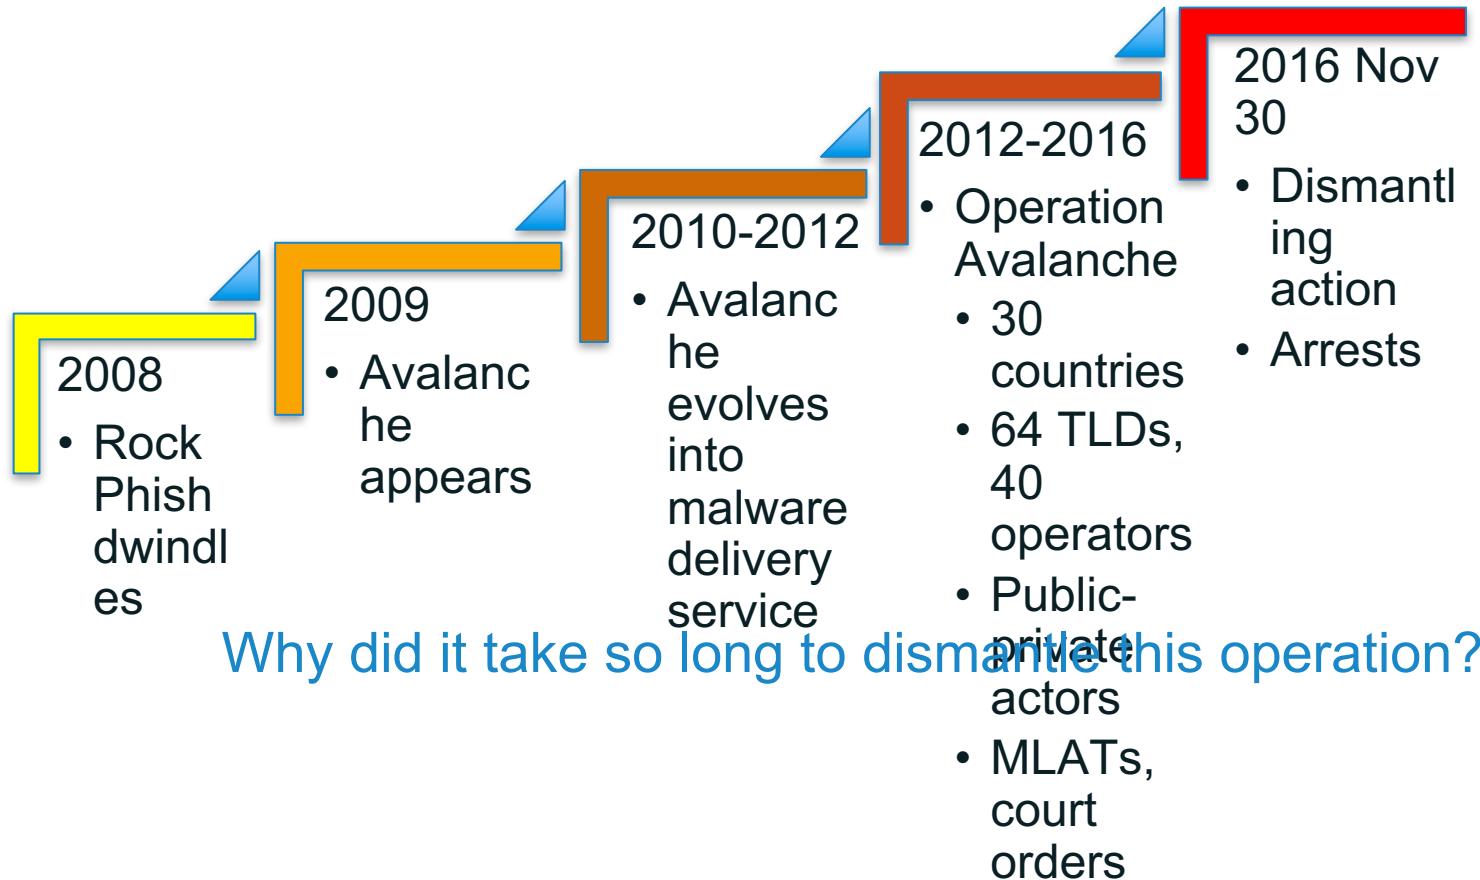 2008
• Rock
Phish
dwindl
es
2009
• Avalanc
he
appears
2010-2012
• Avalanc
he
evolves
into
malware
delivery
service
2012-2016
• Operation
Avalanche
• 30
countries
• 64 TLDs,
40
operators
• Public-
private
actors
• MLATs,
court
orders
2016 Nov
30
• Dismantl
ing
action
• Arrests
Why did it take so long to dismantle this operation?